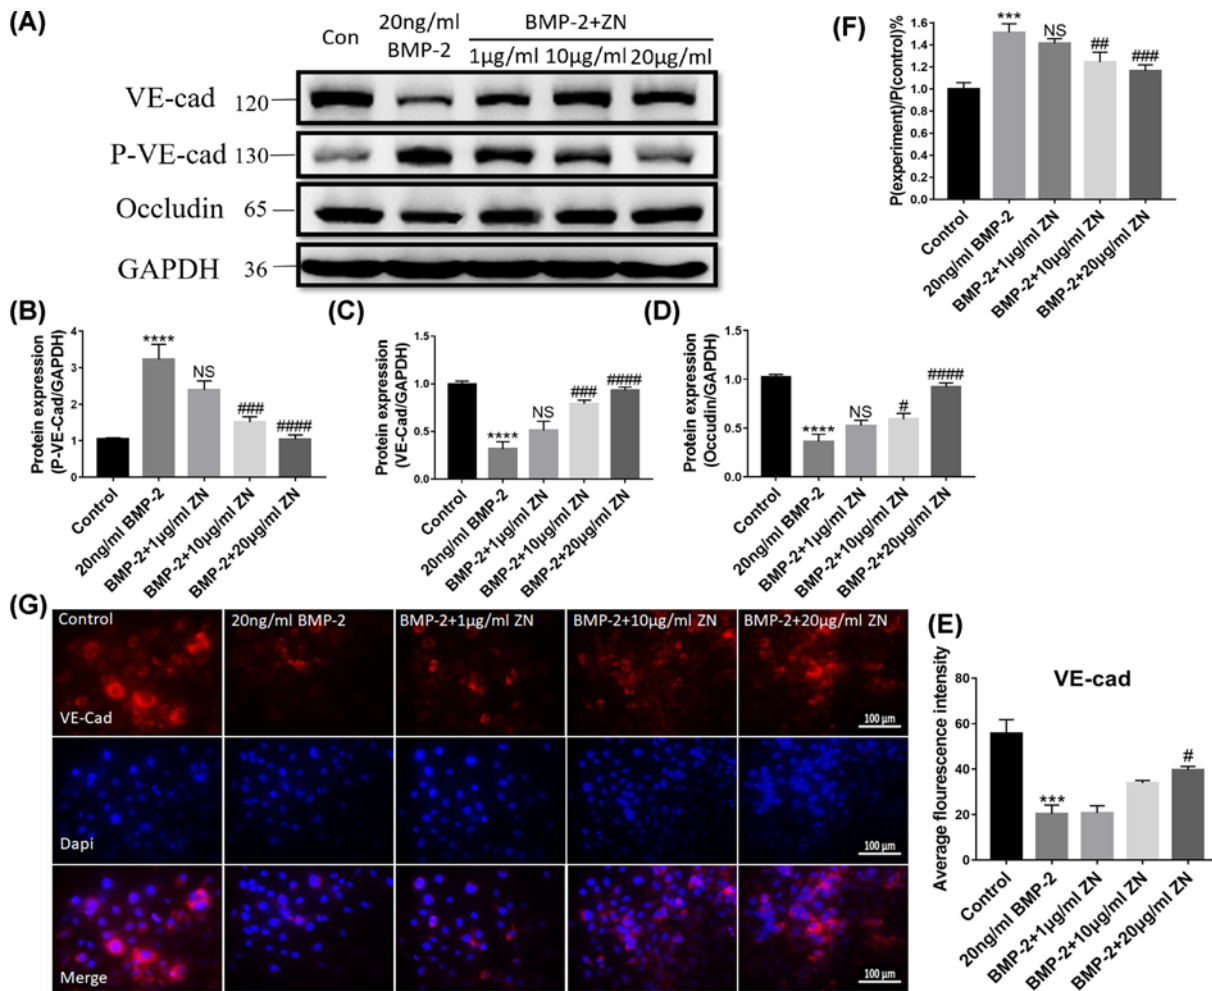 (A)
Con
20ng/ml
BMP-2
BMP-2+ZN
1μg/ml 10μg/ml 20μg/ml
VE-cad 120
P-VE-cad 130
Occludin 65
GAPDH 36
(F)
P(experiment)/P(control)%
1.6
1.4
1.2
1.0
0.8
0.6
0.4
0.2
0.0
***
NS
##
###
Control
20ng/ml BMP-2
BMP-2+1μg/ml ZN
BMP-2+10μg/ml ZN
BMP-2+20μg/ml ZN
(B)
Protein expression
(P-VE-Cad/GAPDH)
4
3
2
1
0
****
NS
###
####
Control
20ng/ml BMP-2
BMP-2+1μg/ml ZN
BMP-2+10μg/ml ZN
BMP-2+20μg/ml ZN
(C)
Protein expression
(VE-Cad/GAPDH)
1.5
1.0
0.5
0.0
****
NS
###
####
Control
20ng/ml BMP-2
BMP-2+1μg/ml ZN
BMP-2+10μg/ml ZN
BMP-2+20μg/ml ZN
(D)
Protein expression
(Occudin/GAPDH)
1.5
1.0
0.5
0.0
****
NS
#
####
Control
20ng/ml BMP-2
BMP-2+1μg/ml ZN
BMP-2+10μg/ml ZN
BMP-2+20μg/ml ZN
(G)
Control
20ng/ml BMP-2
BMP-2+1μg/ml ZN
BMP-2+10μg/ml ZN
BMP-2+20μg/ml ZN
VE-Cad
100 μm
Dapi
100 μm
Merge
100 μm
(E)
VE-cad
Average flourescence intensity
80
60
40
20
0
***
#
Control
20ng/ml BMP-2
BMP-2+1μg/ml ZN
BMP-2+10μg/ml ZN
BMP-2+20μg/ml ZN